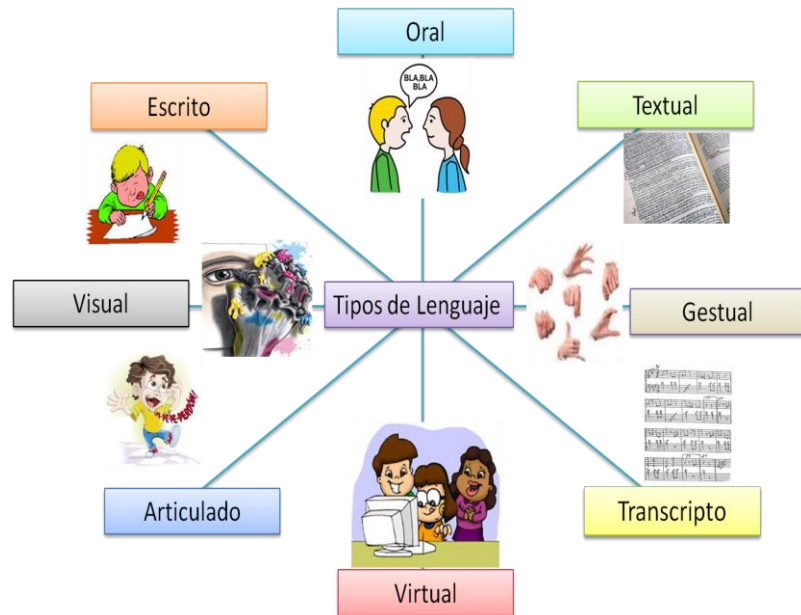 Oral
BLA, BLA
BLA
Escrito
Textual
Visual
Tipos de Lenguaje
Gestual
Articulado
Transcripto
Virtual